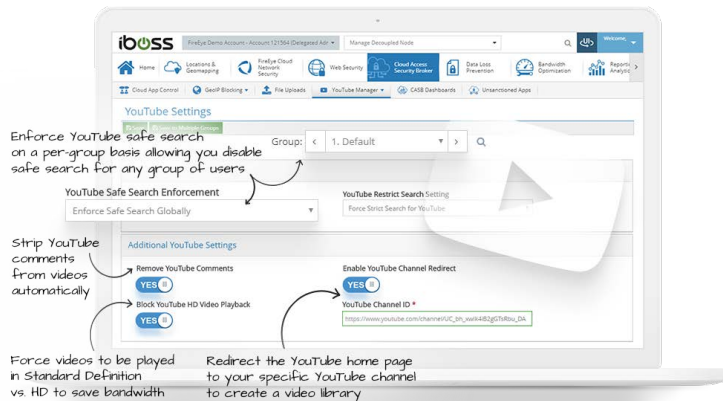 iboss
FireEye Demo Account - Account 121564 (Delegated Adr
Manage Decoupled Node
Welcome,
Home
Locations & Geomapping
FireEye Cloud Network Security
Web Security
Cloud Access Security Broker
Data Loss Prevention
Bandwidth Optimization
Cloud App Control
GeoIP Blocking
File Uploads
YouTube Manager
CASB Dashboards
Unsanctioned Apps
YouTube Settings
Enforce YouTube safe search
on a per-group basis allowing you disable
safe search for any group of users
Group:
1. Default
YouTube Safe Search Enforcement
Enforce Safe Search Globally
YouTube Restrict Search Setting
Force Strict Search for YouTube
Strip YouTube
comments
from videos
automatically
Additional YouTube Settings
Remove YouTube Comments
YES
Enable YouTube Channel Redirect
YES
Block YouTube HD Video Playback
YES
YouTube Channel ID *
Force videos to be played
in Standard Definition
vs. HD to save bandwidth
Redirect the YouTube home page
to your specific YouTube channel
to create a video library